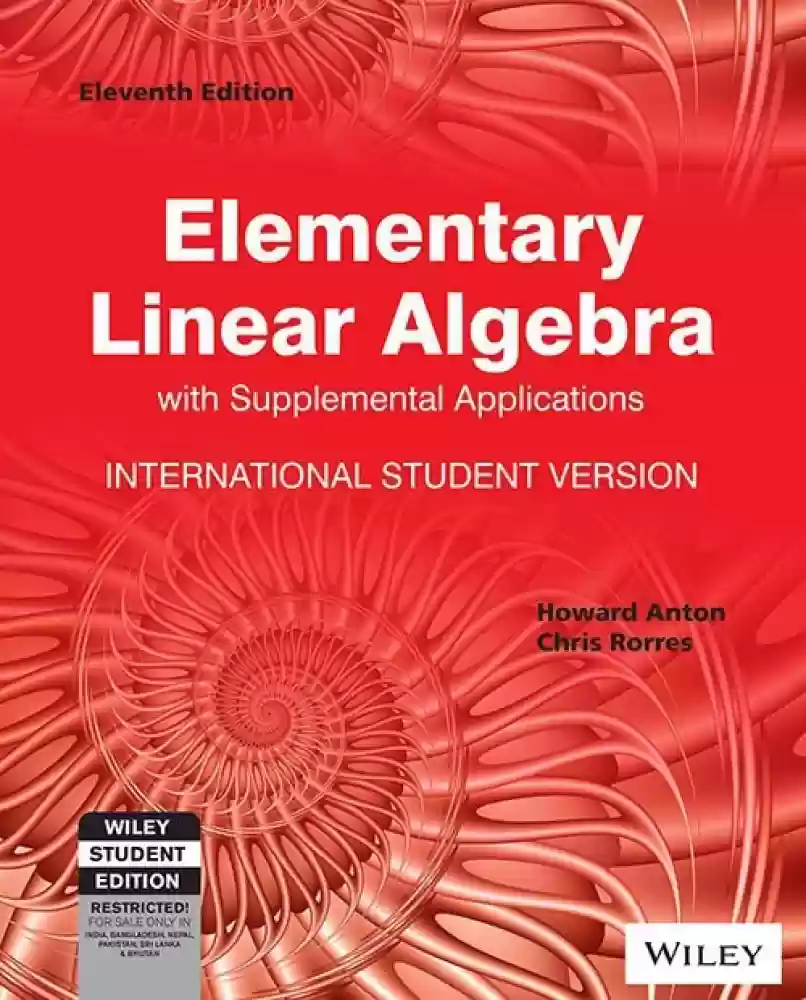 Eleventh Edition
Elementary
Linear Algebra
with Supplemental Applications
INTERNATIONAL STUDENT VERSION
Howard Anton
Chris Rorres
WILEY
STUDENT
EDITION
RESTRICTED!
FOR SALE ONLY IN
INDIA, BANGLADESH, NEPAL,
PAKISTAN, SRI LANKA
& BHUTAN
WILEY